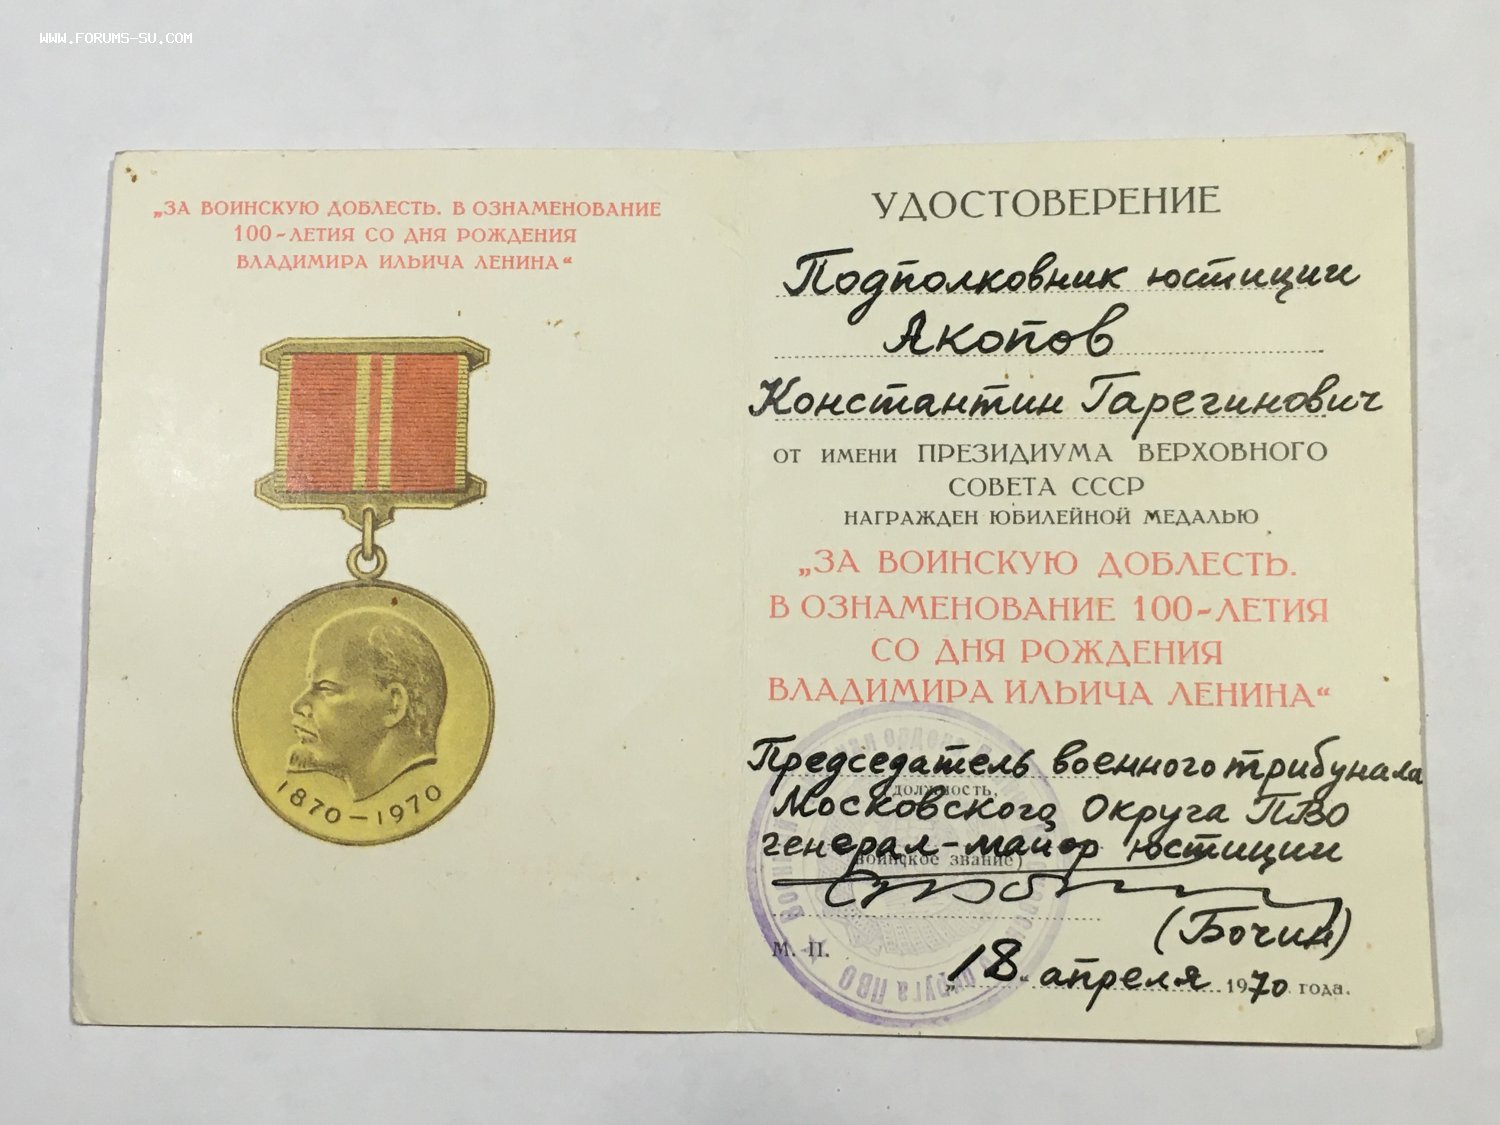 WWW.FORUMS-SU.COM
„ЗА ВОИНСКУЮ ДОБЛЕСТЬ. В ОЗНАМЕНОВАНИЕ
100-ЛЕТИЯ СО ДНЯ РОЖДЕНИЯ
ВЛАДИМИРА ИЛЬИЧА ЛЕНИНА“
1870-1970
УДОСТОВЕРЕНИЕ
Подполковник юстиции
Акопов
Константин Гарегинович
ОТ ИМЕНИ ПРЕЗИДИУМА ВЕРХОВНОГО
СОВЕТА СССР
НАГРАЖДЕН ЮБИЛЕЙНОЙ МЕДАЛЬЮ
„ЗА ВОИНСКУЮ ДОБЛЕСТЬ.
В ОЗНАМЕНОВАНИЕ 100-ЛЕТИЯ
СО ДНЯ РОЖДЕНИЯ
ВЛАДИМИРА ИЛЬИЧА ЛЕНИНА“
Председатель военного трибунала
(должность,
Московского Округа ПВО
генерал-майор юстиции
воинское звание)
(Бочин)
М. П.
„18“ апреля 1970 года.
округа ПВО